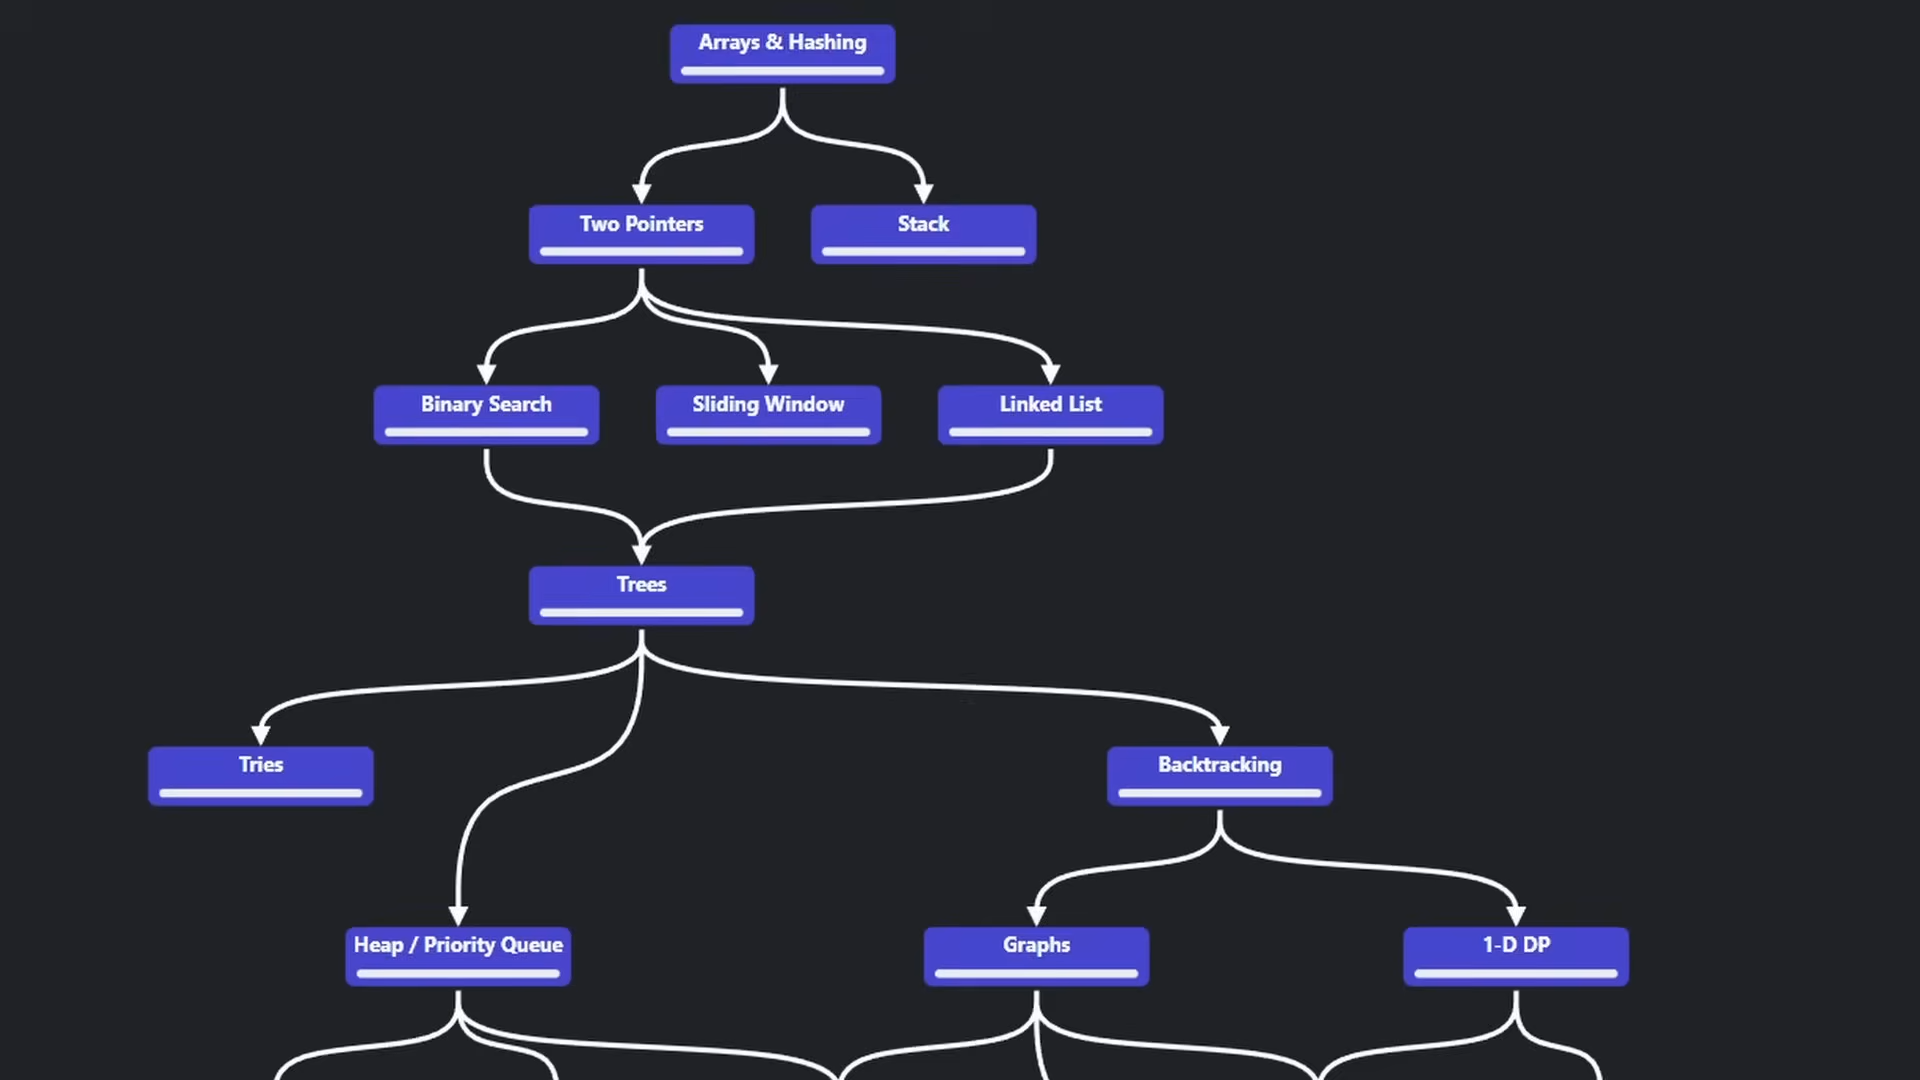 Arrays & Hashing
Two Pointers
Stack
Binary Search
Sliding Window
Linked List
Trees
Tries
Backtracking
Heap / Priority Queue
Graphs
1-D DP